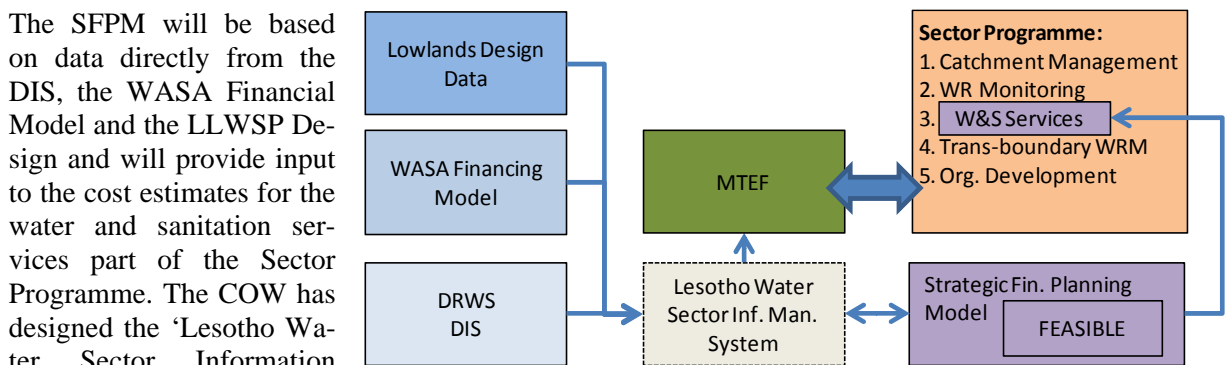 The SFPM will be based
on data directly from the
DIS, the WASA Financial
Model and the LLWSP De-
sign and will provide input
to the cost estimates for the
water and sanitation ser-
vices part of the Sector
Programme. The COW has
designed the ‘Lesotho Wa-
ter Sector Information
Lowlands Design
Data
WASA Financing
Model
DRWS
DIS
MTEF
Lesotho Water
Sector Inf. Man.
System
Sector Programme:
1. Catchment Management
2. WR Monitoring
3. W&S Services
4. Trans-boundary WRM
5. Org. Development
Strategic Fin. Planning
Model
FEASIBLE